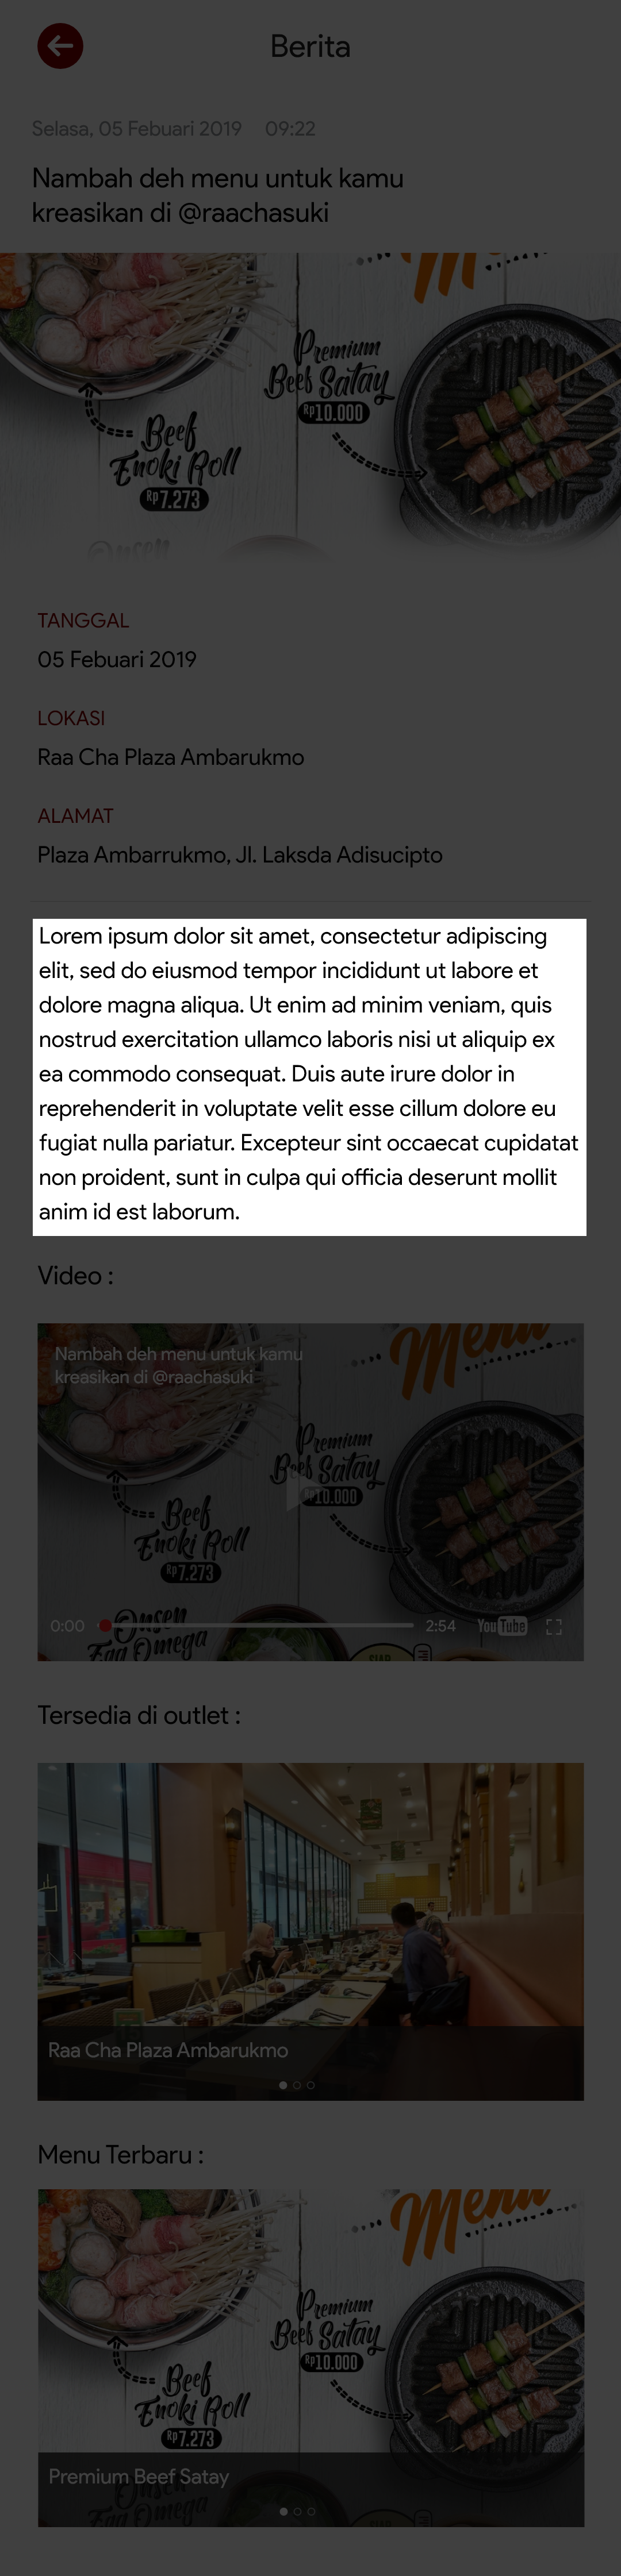 Berita
Selasa, 05 Febuari 2019 09:22
Nambah deh menu untuk kamu
kreasikan di @raachasuki
Premium
Beef Satay
Rp10.000
Beef
Enoki Roll
Rp7.273
Onsen
TANGGAL
05 Febuari 2019
LOKASI
Raa Cha Plaza Ambarukmo
ALAMAT
Plaza Ambarrukmo, Jl. Laksda Adisucipto
Lorem ipsum dolor sit amet, consectetur adipiscing
elit, sed do eiusmod tempor incididunt ut labore et
dolore magna aliqua. Ut enim ad minim veniam, quis
nostrud exercitation ullamco laboris nisi ut aliquip ex
ea commodo consequat. Duis aute irure dolor in
reprehenderit in voluptate velit esse cillum dolore eu
fugiat nulla pariatur. Excepteur sint occaecat cupidatat
non proident, sunt in culpa qui officia deserunt mollit
anim id est laborum.
Video :
Nambah deh menu untuk kamu
kreasikan di @raachasuki
Menu
Premium
Beef Satay
Rp10.000
Beef
Enoki Roll
Rp7.273
0:00 2:54 YouTube
Onsen
Egg Omega
Tersedia di outlet :
Raa Cha Plaza Ambarukmo
Menu Terbaru :
Menu
Premium
Beef Satay
Rp10.000
Beef
Enoki Roll
Rp7.273
Premium Beef Satay
Onsen
Egg Omega